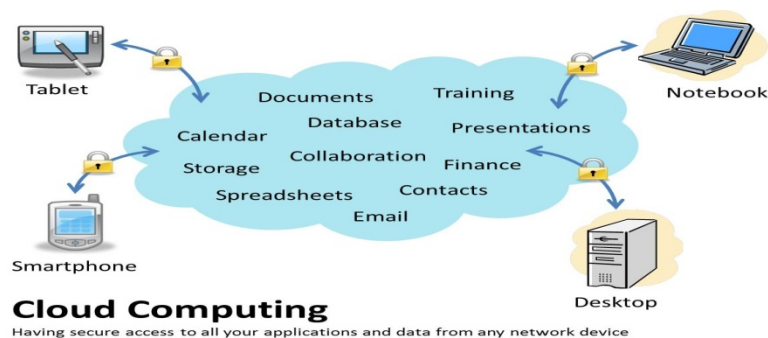 Tablet
Notebook
Documents
Training
Database
Calendar
Presentations
Collaboration
Storage
Finance
Spreadsheets
Contacts
Email
Smartphone
Desktop
Cloud Computing
Having secure access to all your applications and data from any network device